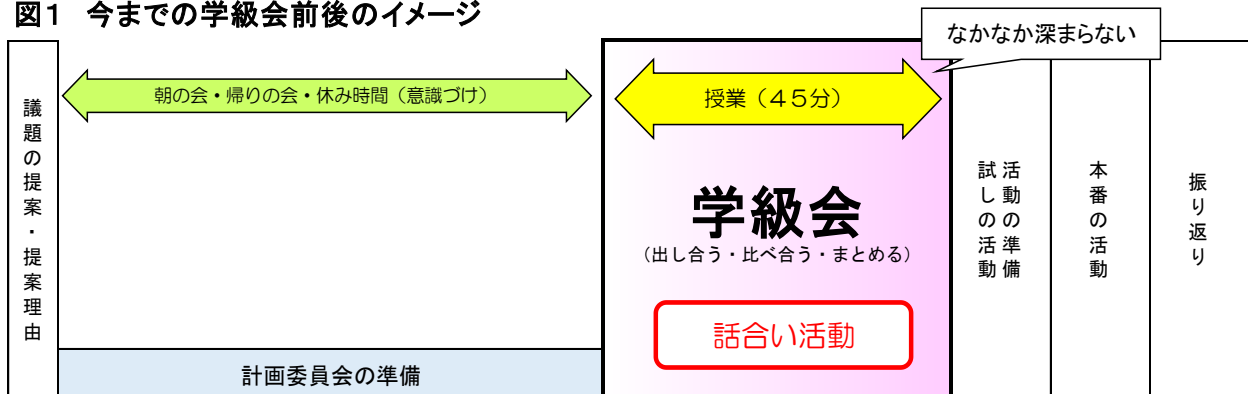 図1 今までの学級会前後のイメージ
なかなか深まらない
議題の提案・提案理由
朝の会・帰りの会・休み時間（意識づけ）
計画委員会の準備
授業（４５分）
学級会
（出し合う・比べ合う・まとめる）
話合い活動
活動の準備
試しの活動
本番の活動
振り返り